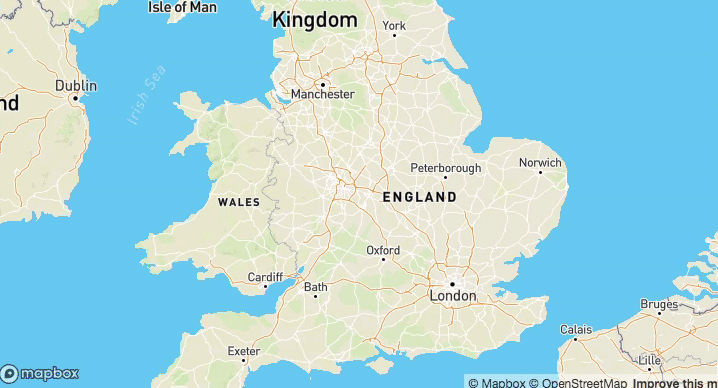 Isle of Man
Kingdom
York
Dublin
Irish Sea
nd
Manchester
Peterborough
Norwich
WALES
ENGLAND
Oxford
Cardiff
Bath
London
Bruges
Calais
Exeter
Lille
mapbox
© Mapbox © OpenStreetMap Improve this m